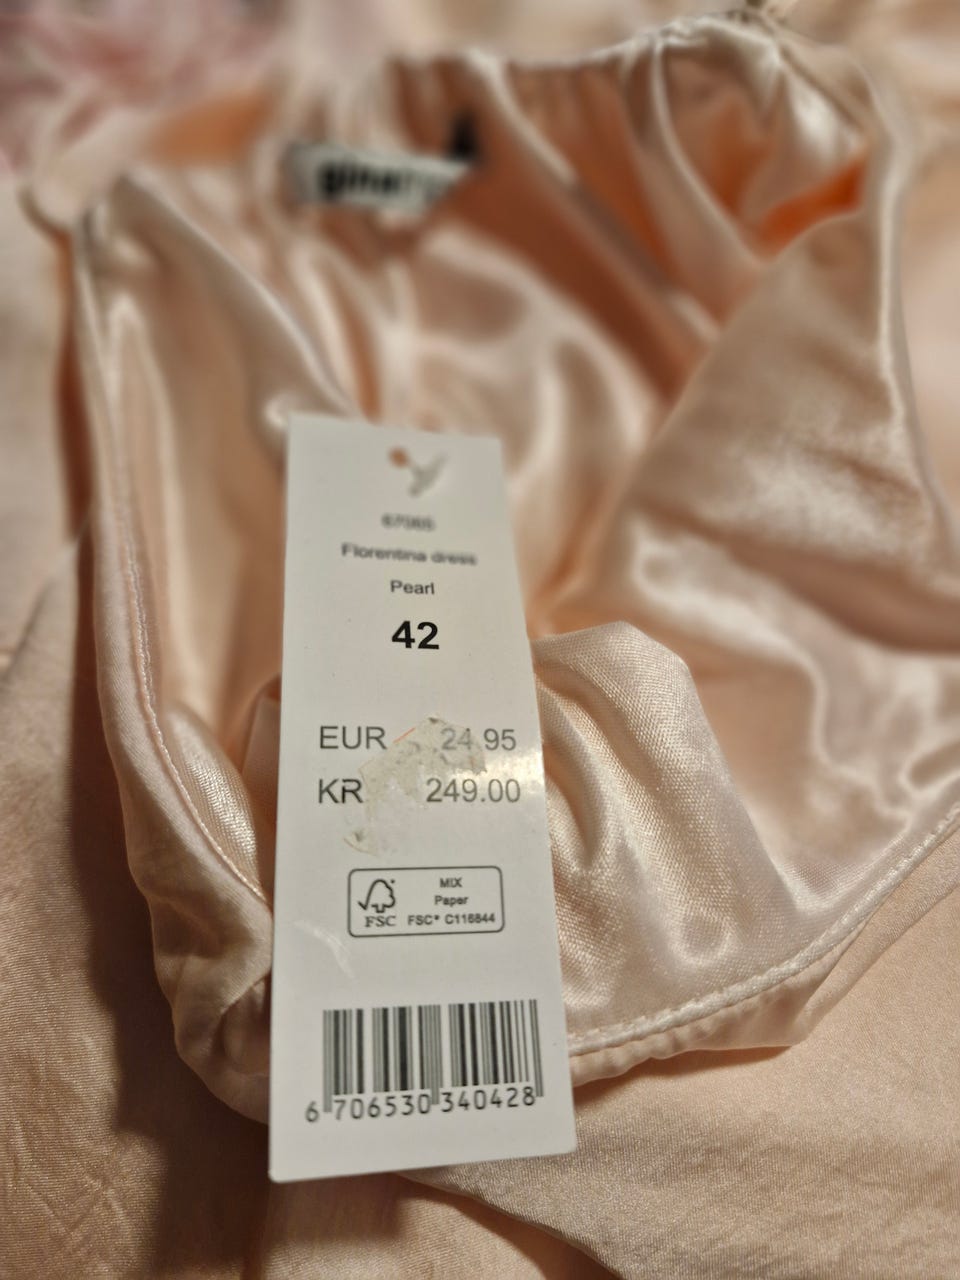 gina
67065
Florentina dress
Pearl
42
EUR 24.95
KR 249.00
FSC
MIX
Paper
FSC® C116844
6 706530 340428